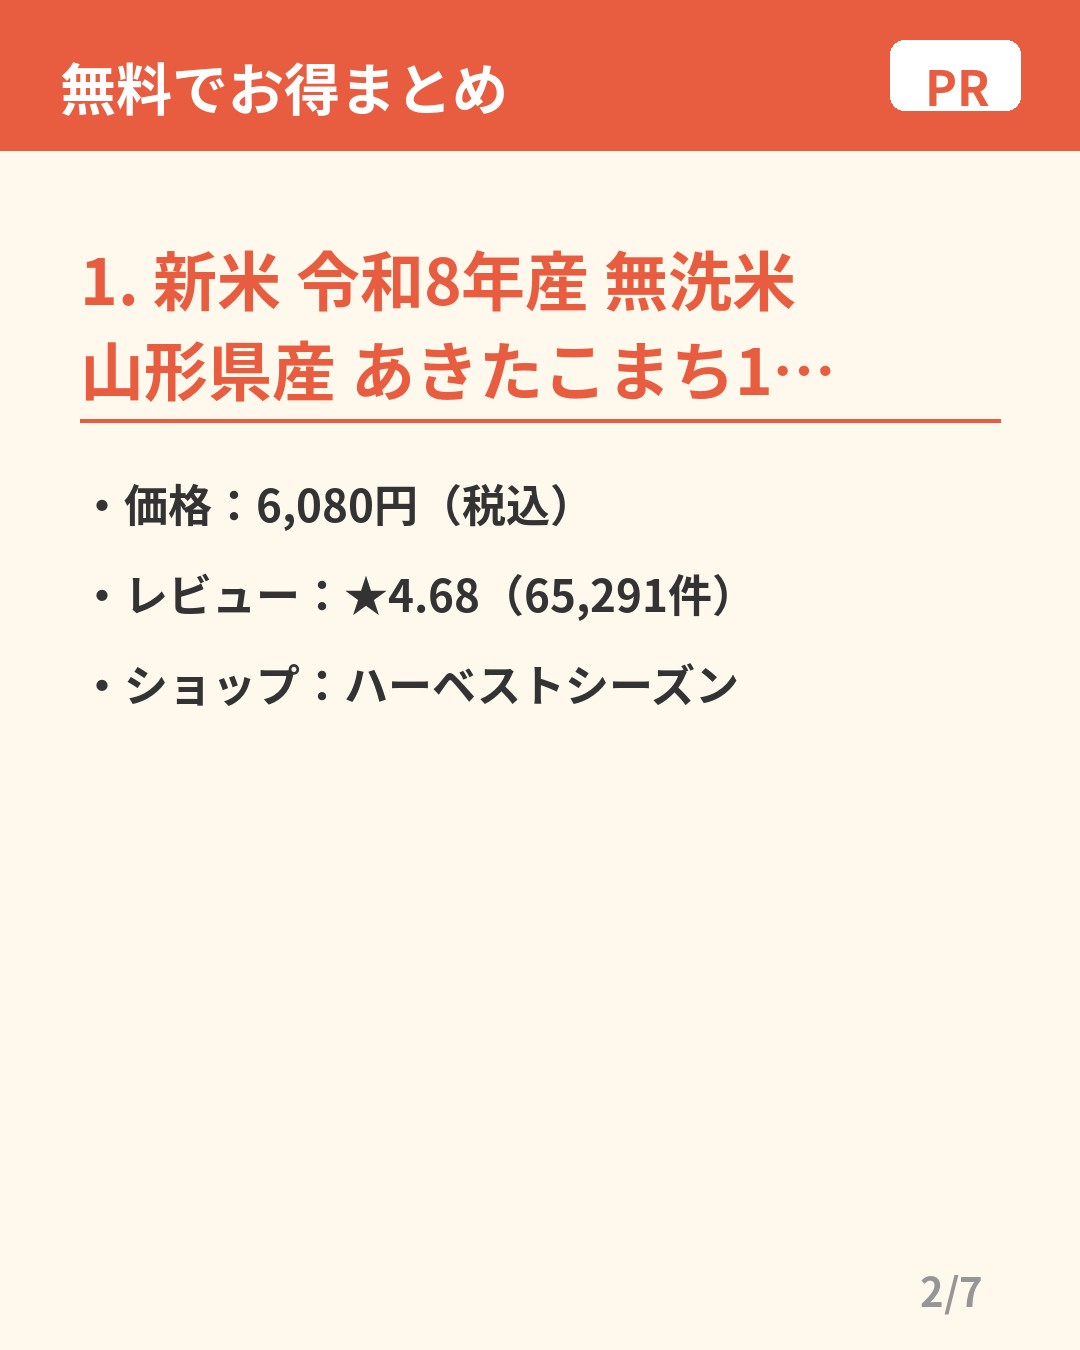 無料でお得まとめ
PR
1. 新米 令和8年産 無洗米
山形県産 あきたこまち1…
・価格：6,080円（税込）
・レビュー：★4.68（65,291件）
・ショップ：ハーベストシーズン
2/7